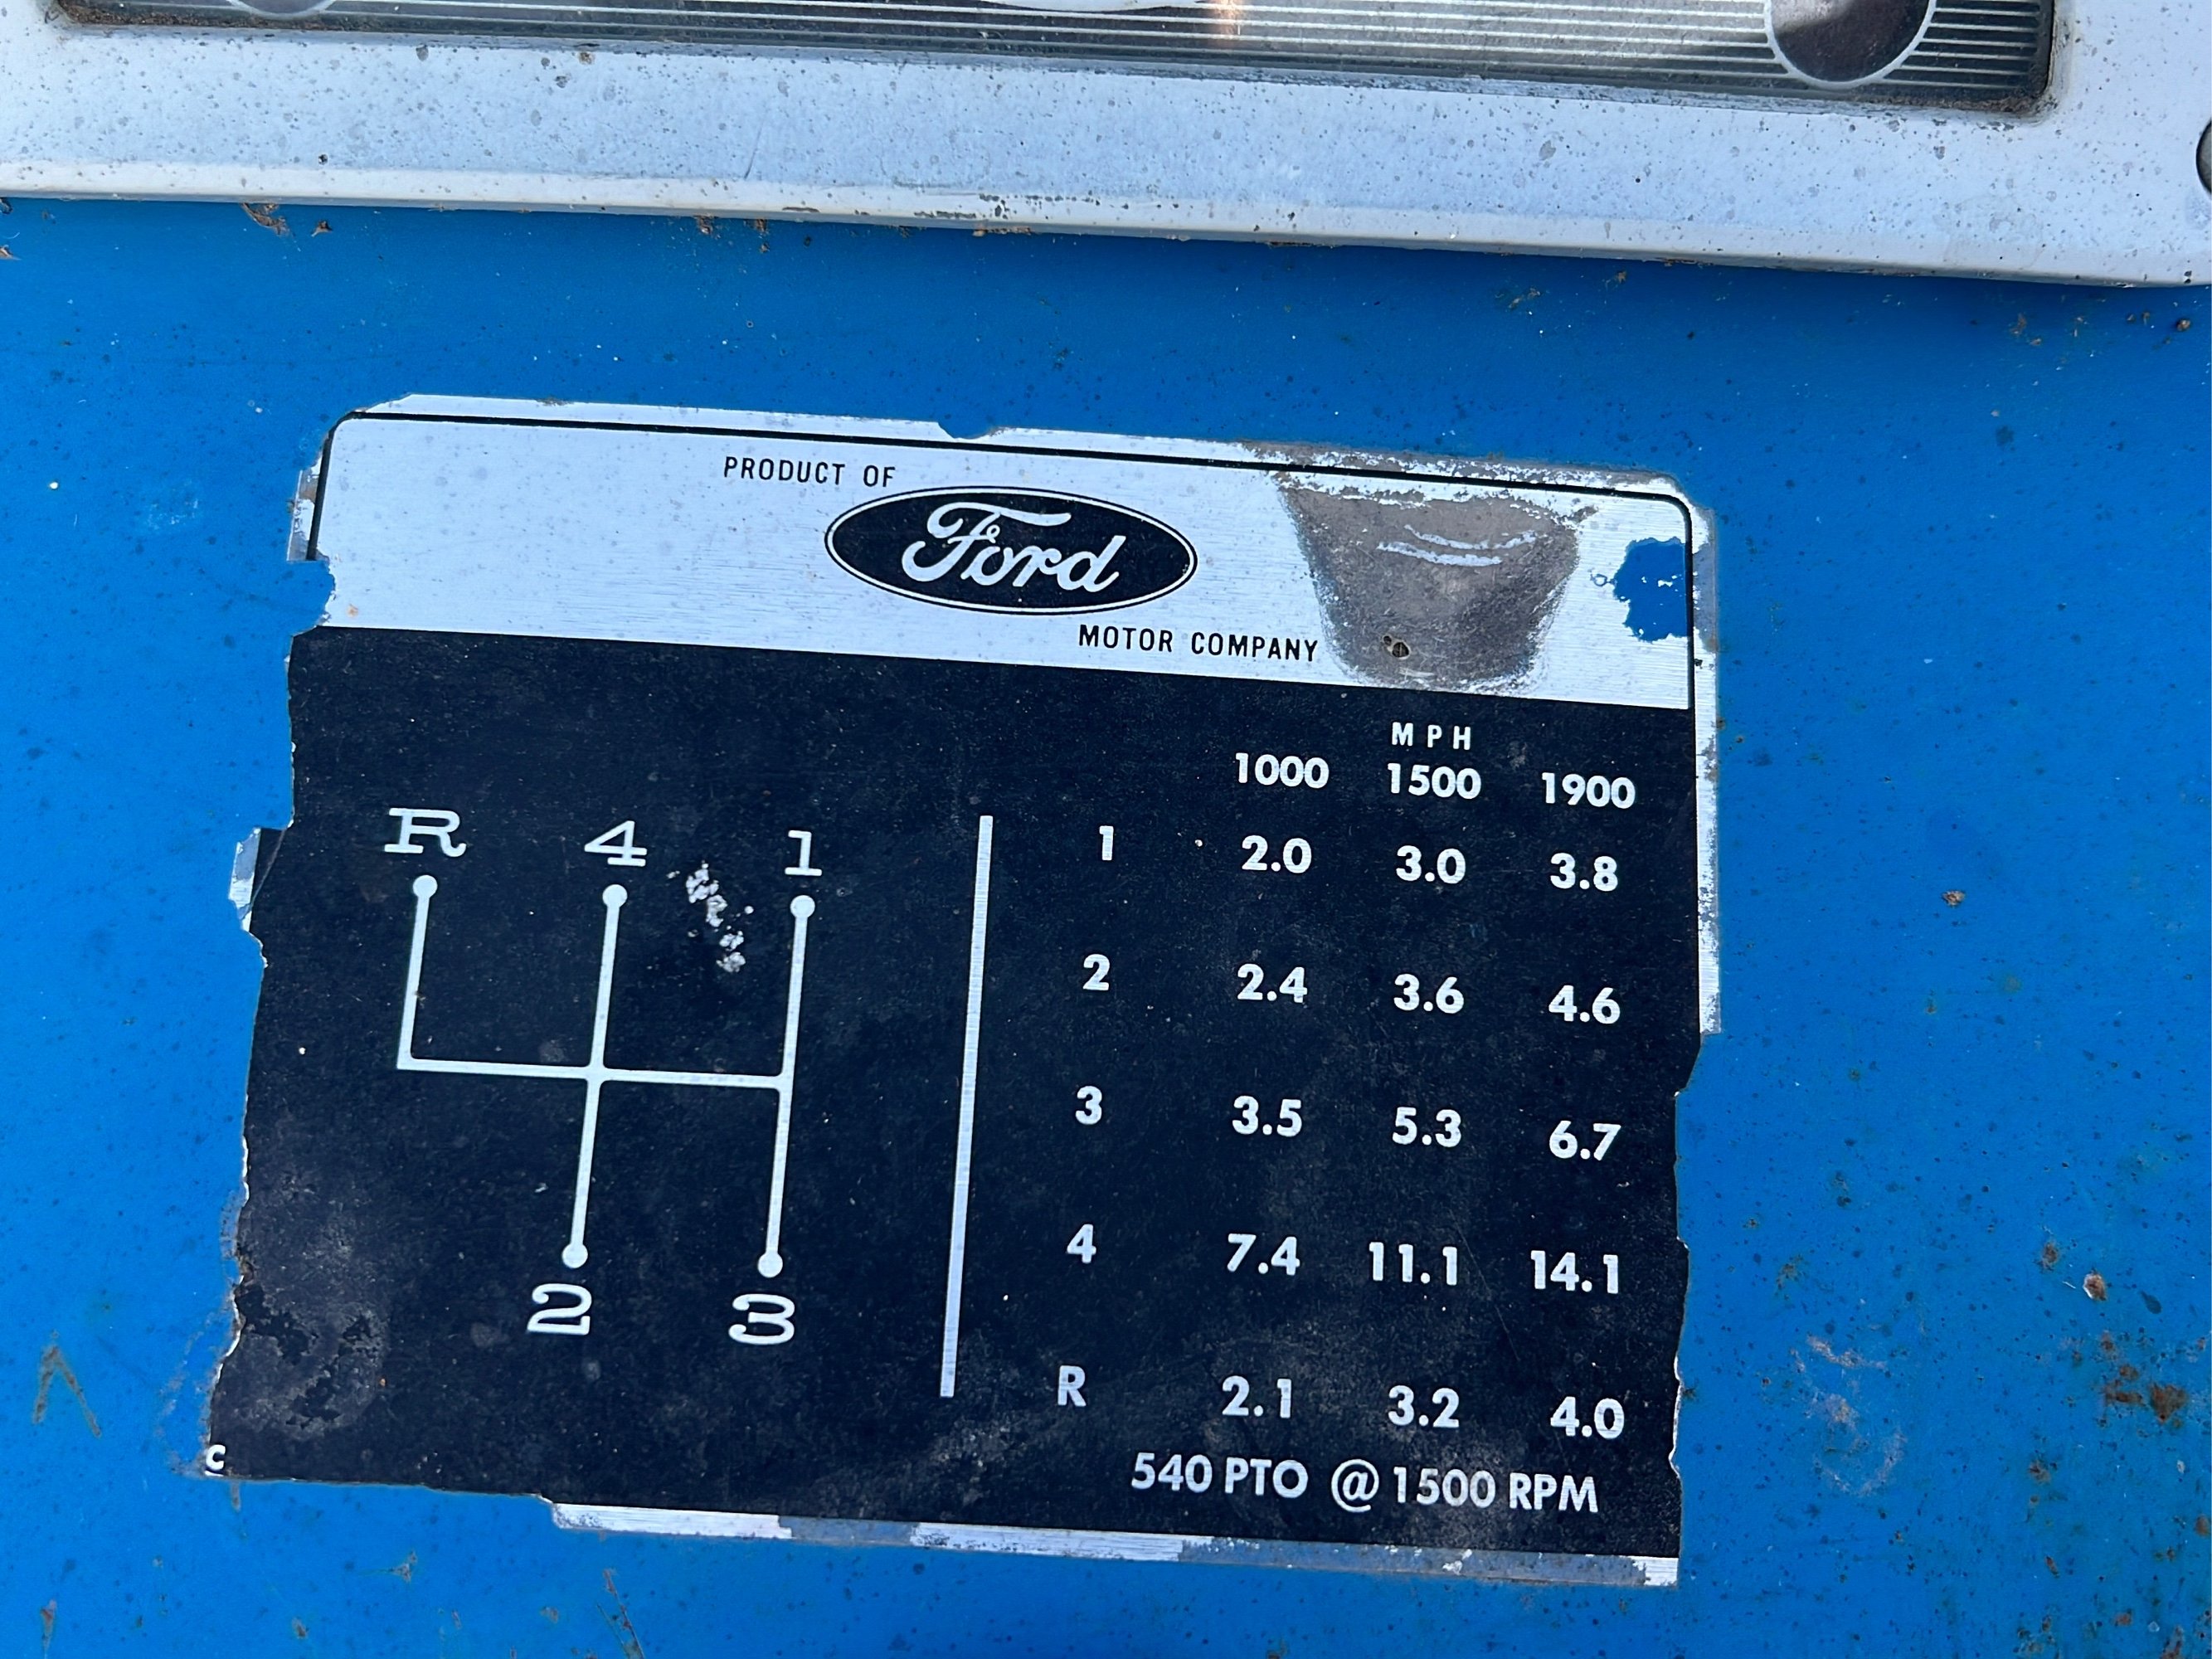 PRODUCT OF
Ford
MOTOR COMPANY
MPH
1000 1500 1900
R 4 1
2 3
1 2.0 3.0 3.8
2 2.4 3.6 4.6
3 3.5 5.3 6.7
4 7.4 11.1 14.1
R 2.1 3.2 4.0
540 PTO @ 1500 RPM
C